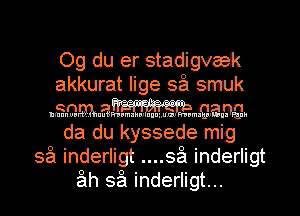 Og du er stadigvæk
akkurat lige så smuk
som
da du kyssede mig
så inderligt ....så inderligt
åh så inderligt...